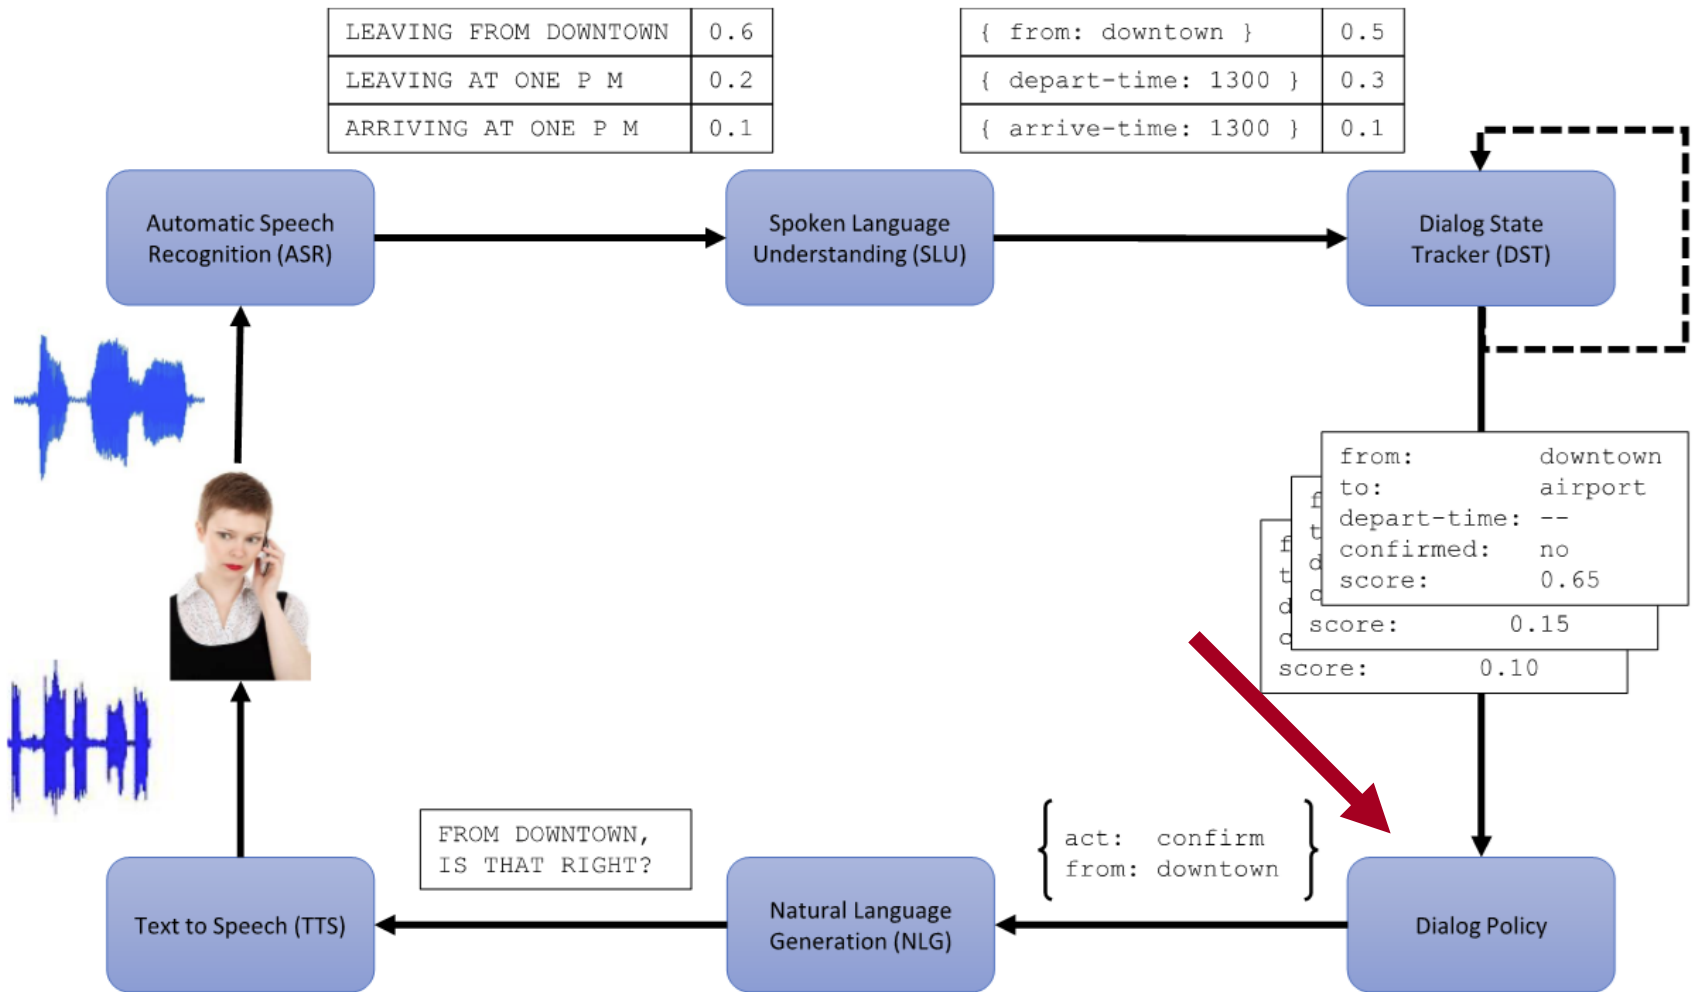 LEAVING FROM DOWNTOWN 0.6
LEAVING AT ONE P M 0.2
ARRIVING AT ONE P M 0.1
{ from: downtown } 0.5
{ depart-time: 1300 } 0.3
{ arrive-time: 1300 } 0.1
Automatic Speech
Recognition (ASR)
Spoken Language
Understanding (SLU)
Dialog State
Tracker (DST)
from: downtown
to: airport
depart-time: --
confirmed: no
score: 0.65
f
t
d
c
score: 0.15
f
t
d
c
score: 0.10
act: confirm
from: downtown
FROM DOWNTOWN,
IS THAT RIGHT?
Text to Speech (TTS)
Natural Language
Generation (NLG)
Dialog Policy